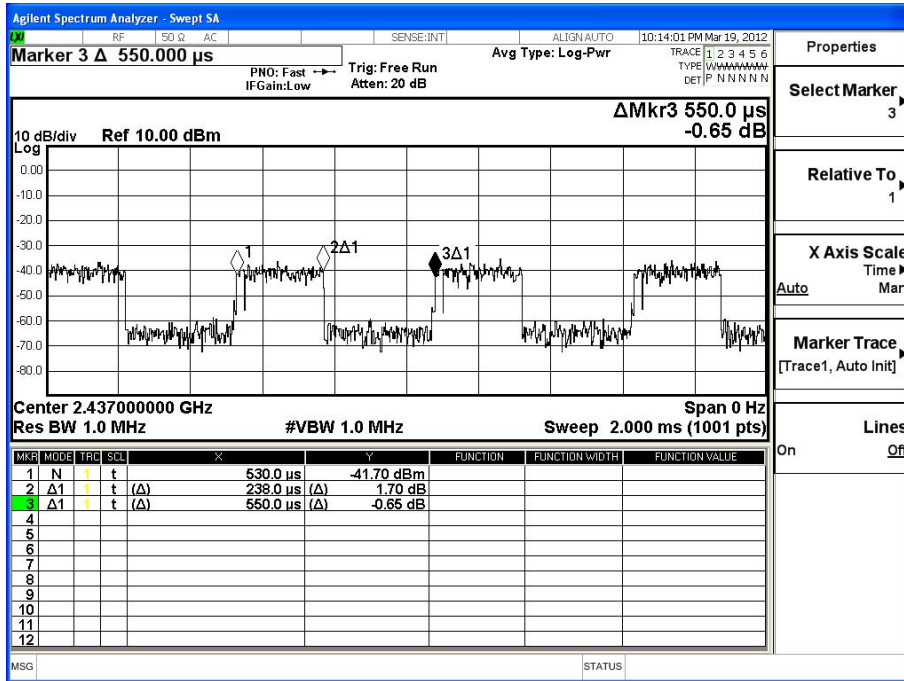 Agilent Spectrum Analyzer - Swept SA
LXI RF 50 Ω AC SENSE:INT ALIGN AUTO 10:14:01 PM Mar 19, 2012
Marker 3 Δ 550.000 µs
PNO: Fast
IFGain:Low
Trig: Free Run
Atten: 20 dB
Avg Type: Log-Pwr
TRACE 1 2 3 4 5 6
TYPE WWWWWW
DET P N N N N N
ΔMkr3 550.0 µs
-0.65 dB
10 dB/div Ref 10.00 dBm
Log
0.00
-10.0
-20.0
-30.0
-40.0
-50.0
-60.0
-70.0
-80.0
1
2Δ1
3Δ1
Center 2.437000000 GHz Span 0 Hz
Res BW 1.0 MHz #VBW 1.0 MHz Sweep 2.000 ms (1001 pts)
MKR MODE TRC SCL X Y FUNCTION FUNCTION WIDTH FUNCTION VALUE
1 N 1 t 530.0 µs -41.70 dBm
2 Δ1 1 t (Δ) 238.0 µs (Δ) 1.70 dB
3 Δ1 1 t (Δ) 550.0 µs (Δ) -0.65 dB
4
5
6
7
8
9
10
11
12
MSG STATUS
Properties
Select Marker
3
Relative To
1
X Axis Scale
Time
Auto Man
Marker Trace
[Trace1, Auto Init]
Lines
On Off